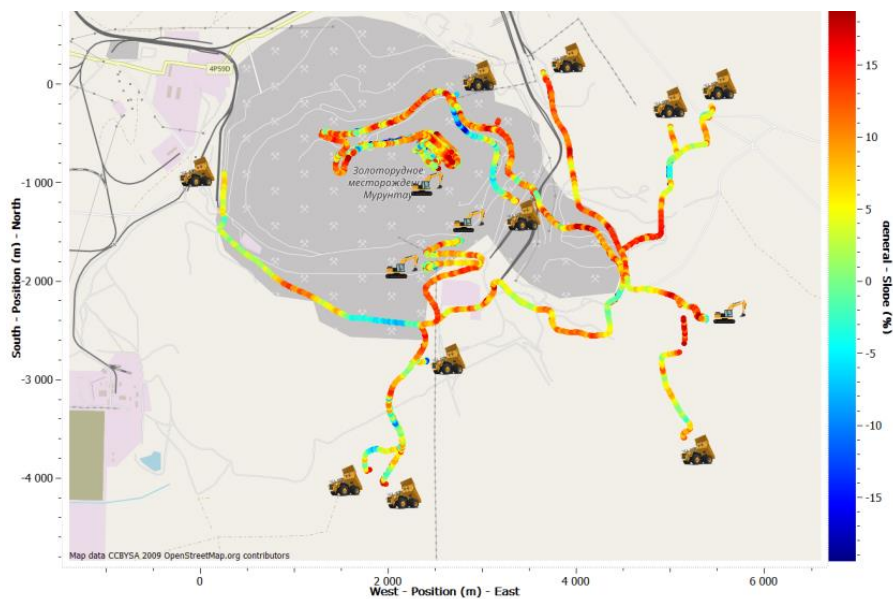 4P59D
0
-1 000
-2 000
-3 000
-4 000
South - Position (m) - North
Золоторудное
месторождение
Мурунтау
15
10
5
0
-5
-10
-15
general - Slope (%)
Map data CCBYSA 2009 OpenStreetMap.org contributors
0
2 000
4 000
6 000
West - Position (m) - East